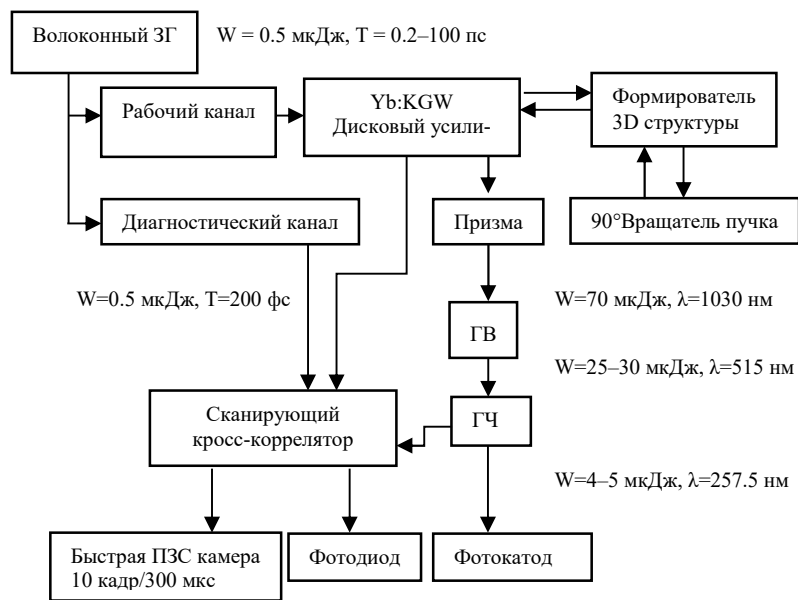 Волоконный ЗГ
W = 0.5 мкДж, T = 0.2–100 пс
Рабочий канал
Yb:KGW
Дисковый усили-
Формирователь
3D структуры
Диагностический канал
Призма
90°Вращатель пучка
W=0.5 мкДж, T=200 фс
W=70 мкДж, λ=1030 нм
ГВ
W=25–30 мкДж, λ=515 нм
Сканирующий
кросс-коррелятор
ГЧ
W=4–5 мкДж, λ=257.5 нм
Быстрая ПЗС камера
10 кадр/300 мкс
Фотодиод
Фотокатод